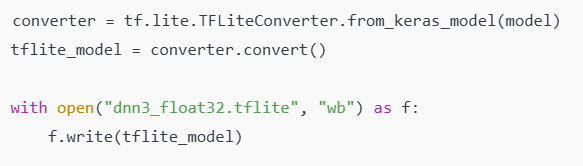 converter = tf.lite.TFLiteConverter.from_keras_model(model)
tflite_model = converter.convert()

with open("dnn3_float32.tflite", "wb") as f:
    f.write(tflite_model)